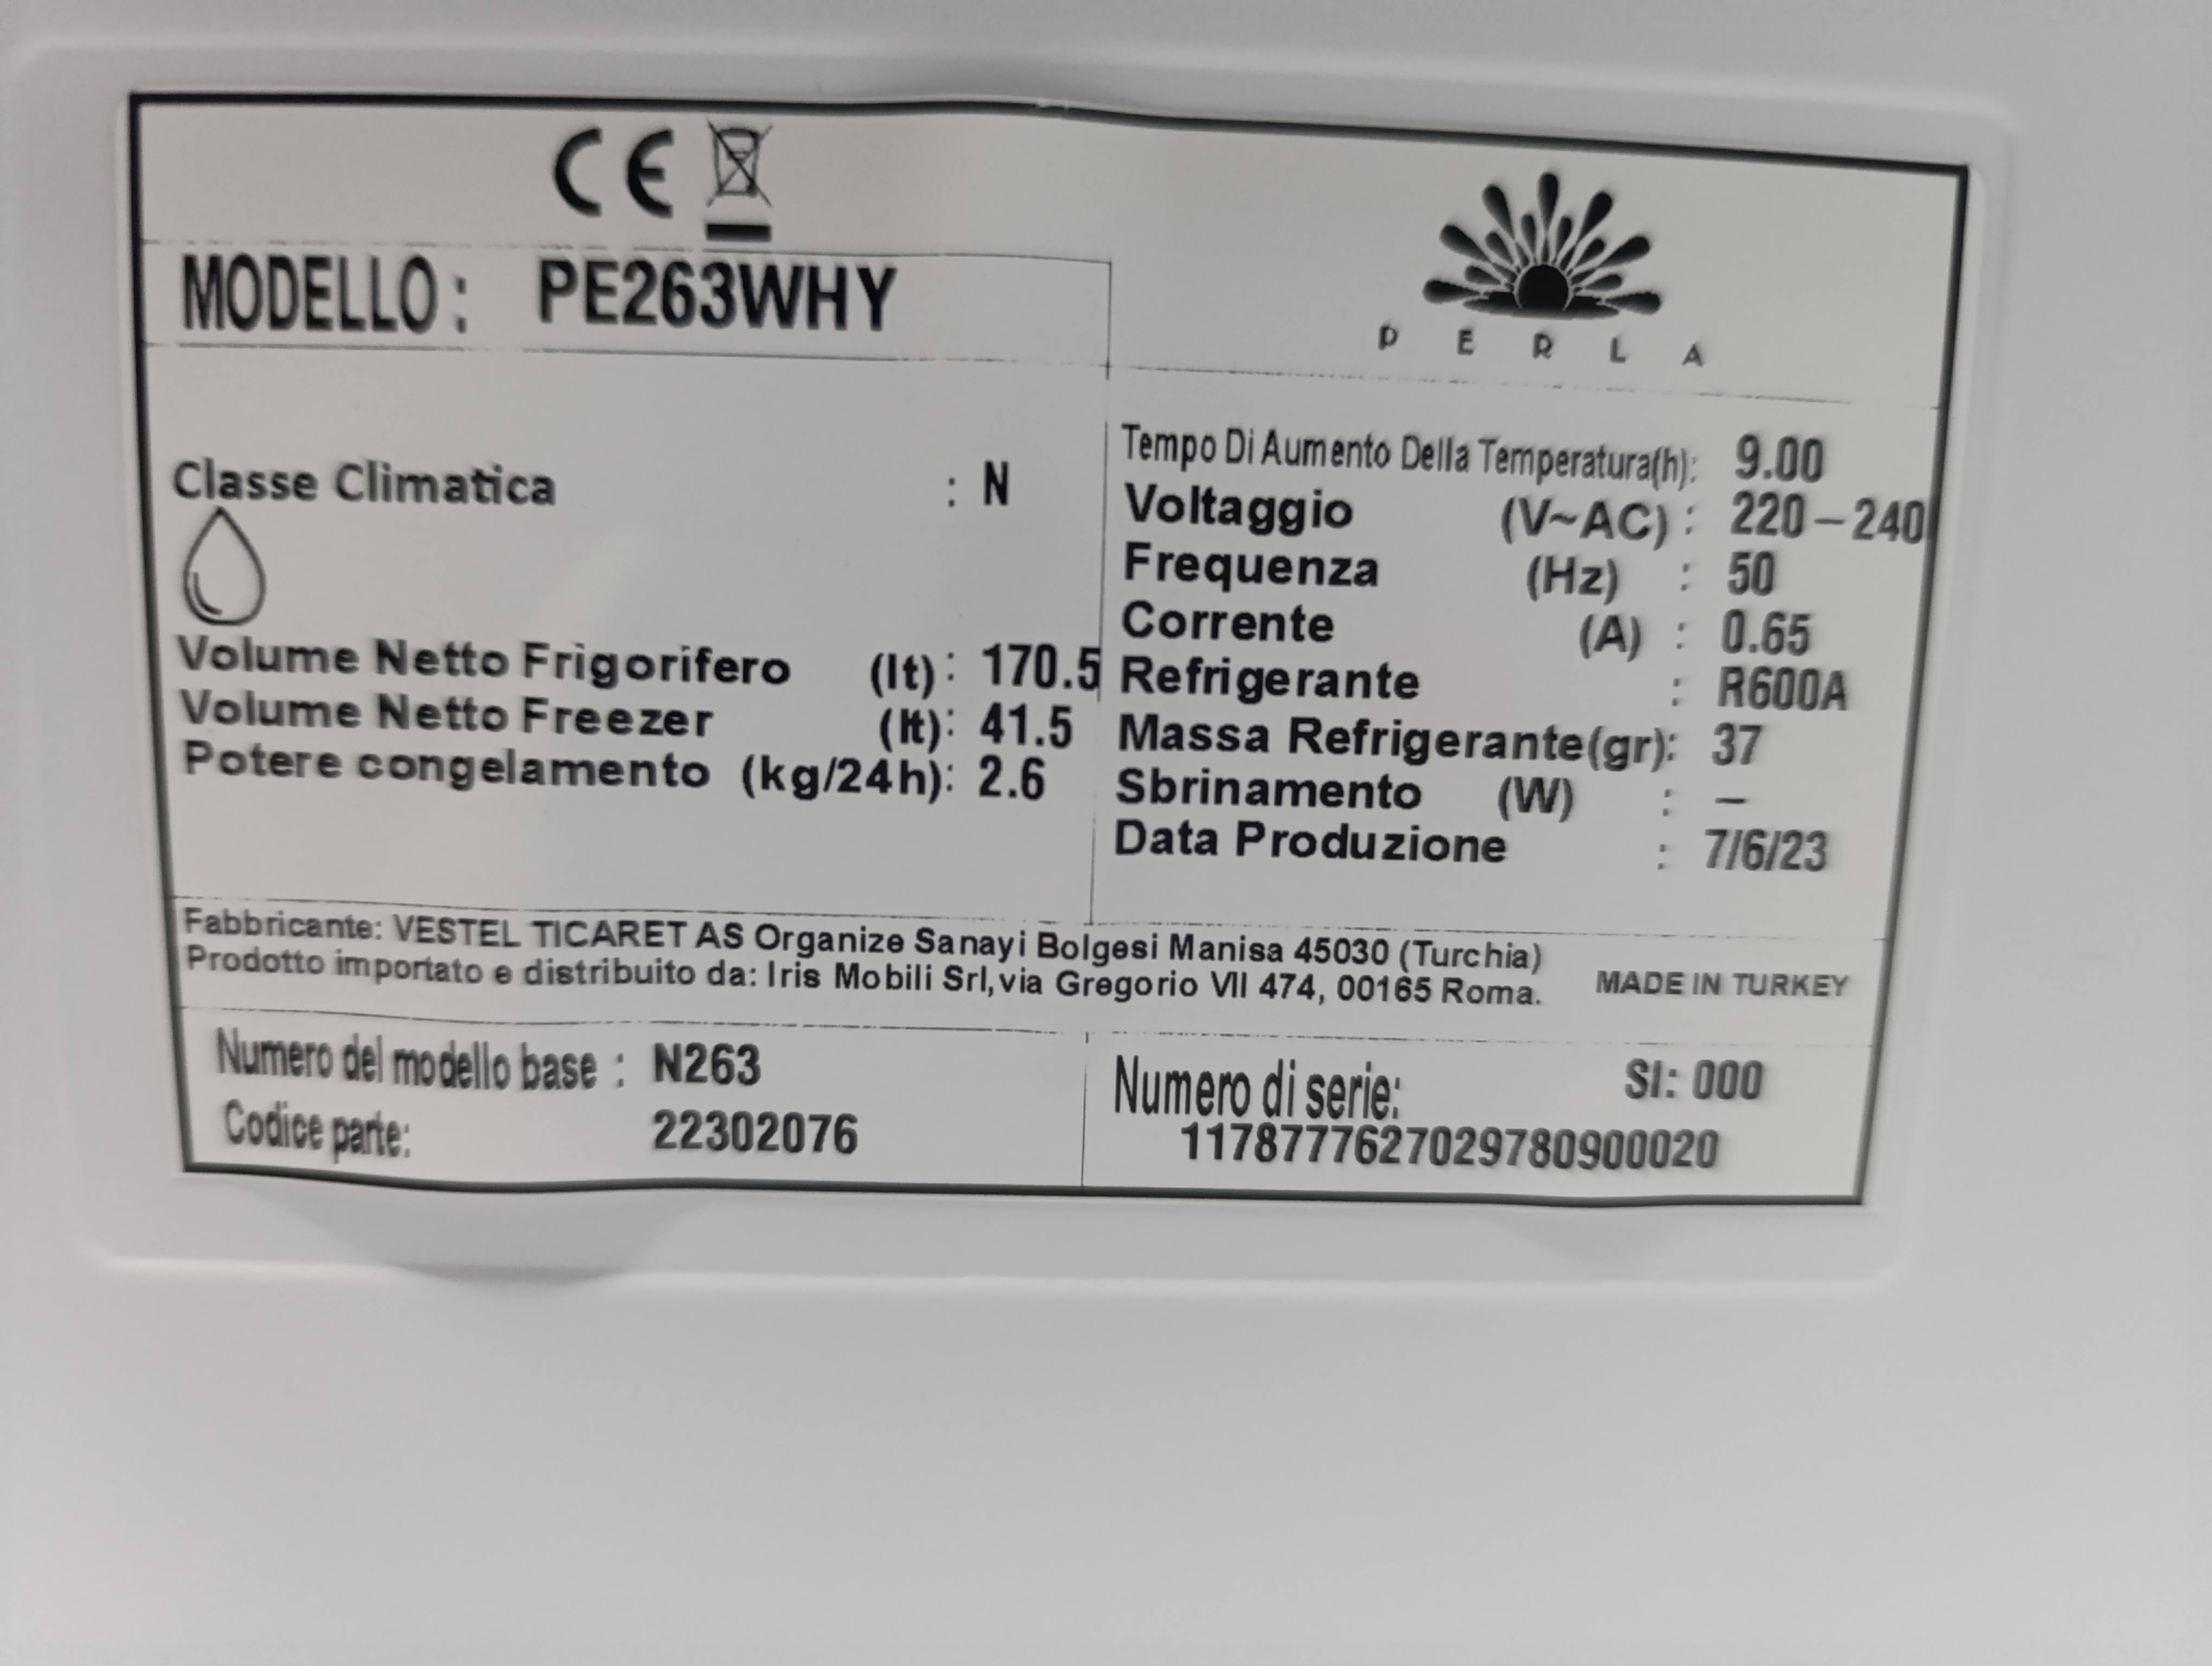 CE
MODELLO: PE263WHY
PERLA
Classe Climatica : N
Volume Netto Frigorifero (lt): 170.5
Volume Netto Freezer (lt): 41.5
Potere congelamento (kg/24h): 2.6
Tempo Di Aumento Della Temperatura(h): 9.00
Voltaggio (V~AC): 220-240
Frequenza (Hz) : 50
Corrente (A) : 0.65
Refrigerante : R600A
Massa Refrigerante(gr): 37
Sbrinamento (W) : –
Data Produzione : 7/6/23
Fabbricante: VESTEL TICARET AS Organize Sanayi Bolgesi Manisa 45030 (Turchia)
Prodotto importato e distribuito da: Iris Mobili Srl, via Gregorio VII 474, 00165 Roma.
MADE IN TURKEY
Numero del modello base : N263
Codice parte: 22302076
Numero di serie: SI: 000
1178777627029780900020